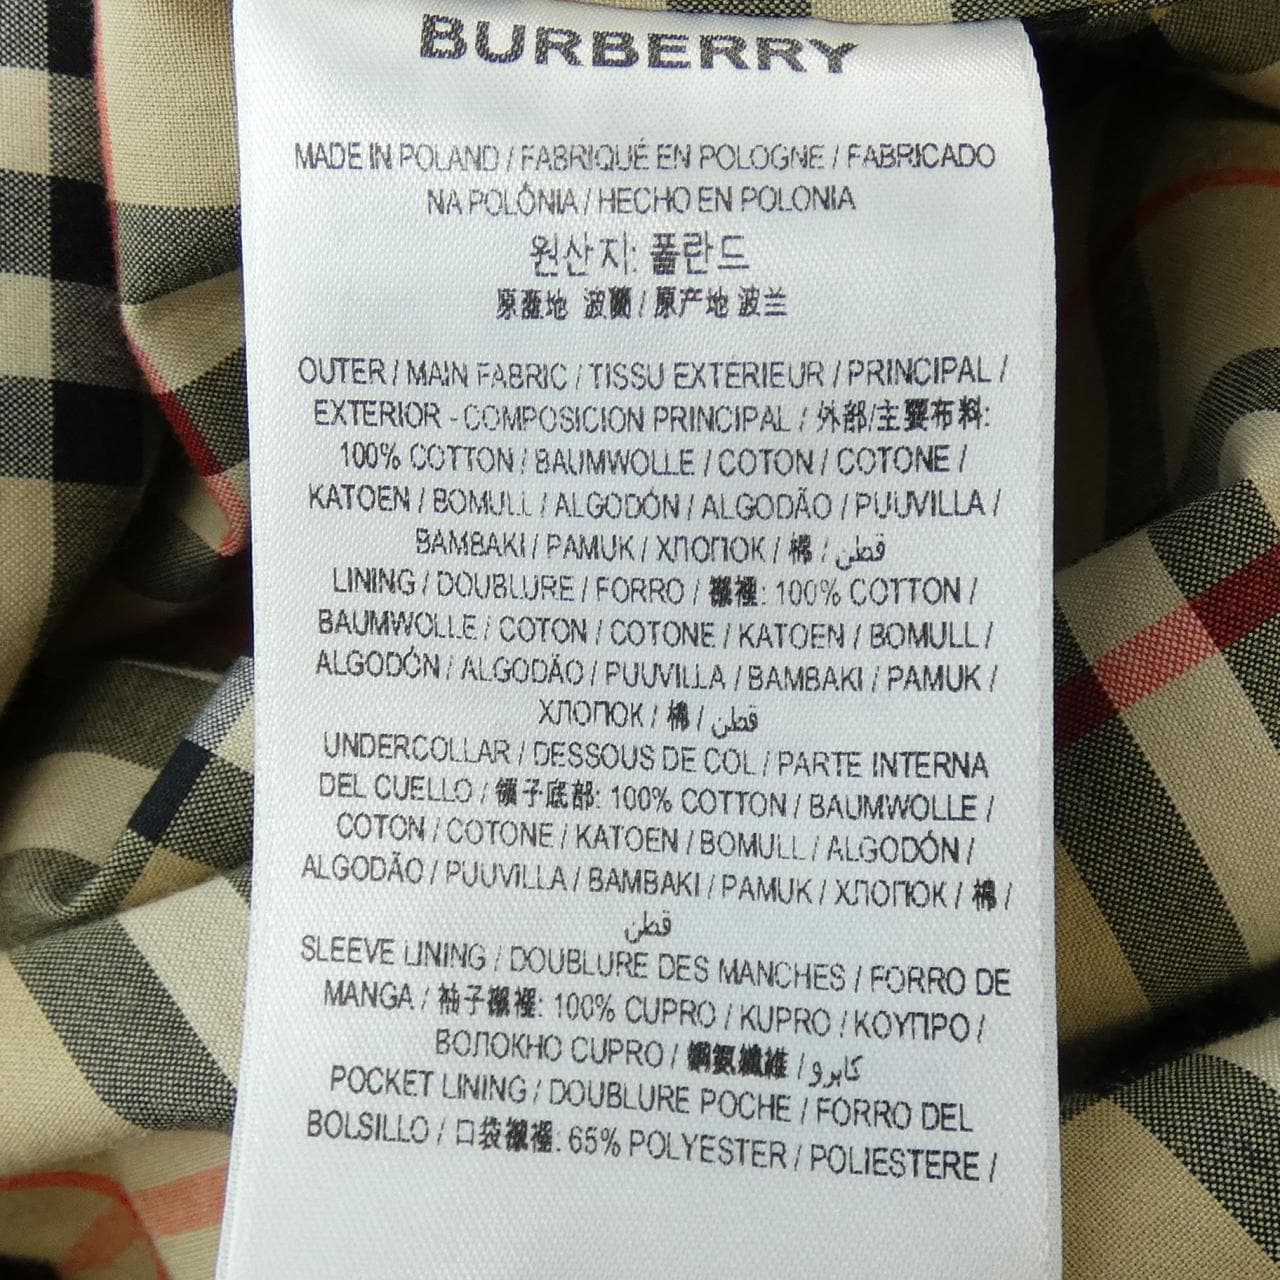 BURBERRY
MADE IN POLAND / FABRIQUÉ EN POLOGNE / FABRICADO
NA POLÔNIA / HECHO EN POLONIA
원산지: 폴란드
原產地 波蘭 / 原产地 波兰
OUTER / MAIN FABRIC / TISSU EXTÉRIEUR / PRINCIPAL /
EXTERIOR - COMPOSICION PRINCIPAL / 外部/主要布料:
100% COTTON / BAUMWOLLE / COTON / COTONE /
KATOEN / BOMULL / ALGODÓN / ALGODÃO / PUUVILLA /
BAMBAKI / PAMUK / ХЛОПОК / 棉 / قطن
LINING / DOUBLURE / FORRO / 襯裡: 100% COTTON /
BAUMWOLLE / COTON / COTONE / KATOEN / BOMULL /
ALGODÓN / ALGODÃO / PUUVILLA / BAMBAKI / PAMUK /
ХЛОПОК / 棉 / قطن
UNDERCOLLAR / DESSOUS DE COL / PARTE INTERNA
DEL CUELLO / 領子底部: 100% COTTON / BAUMWOLLE /
COTON / COTONE / KATOEN / BOMULL / ALGODÓN /
ALGODÃO / PUUVILLA / BAMBAKI / PAMUK / ХЛОПОК / 棉 /
قطن
SLEEVE LINING / DOUBLURE DES MANCHES / FORRO DE
MANGA / 袖子襯裡: 100% CUPRO / KUPRO / ΚΟΥΠΡΟ /
ВОЛОКНО CUPRO / 銅氨纖維 / كابرو
POCKET LINING / DOUBLURE POCHE / FORRO DEL
BOLSILLO / 口袋襯裡: 65% POLYESTER / POLIESTERE /